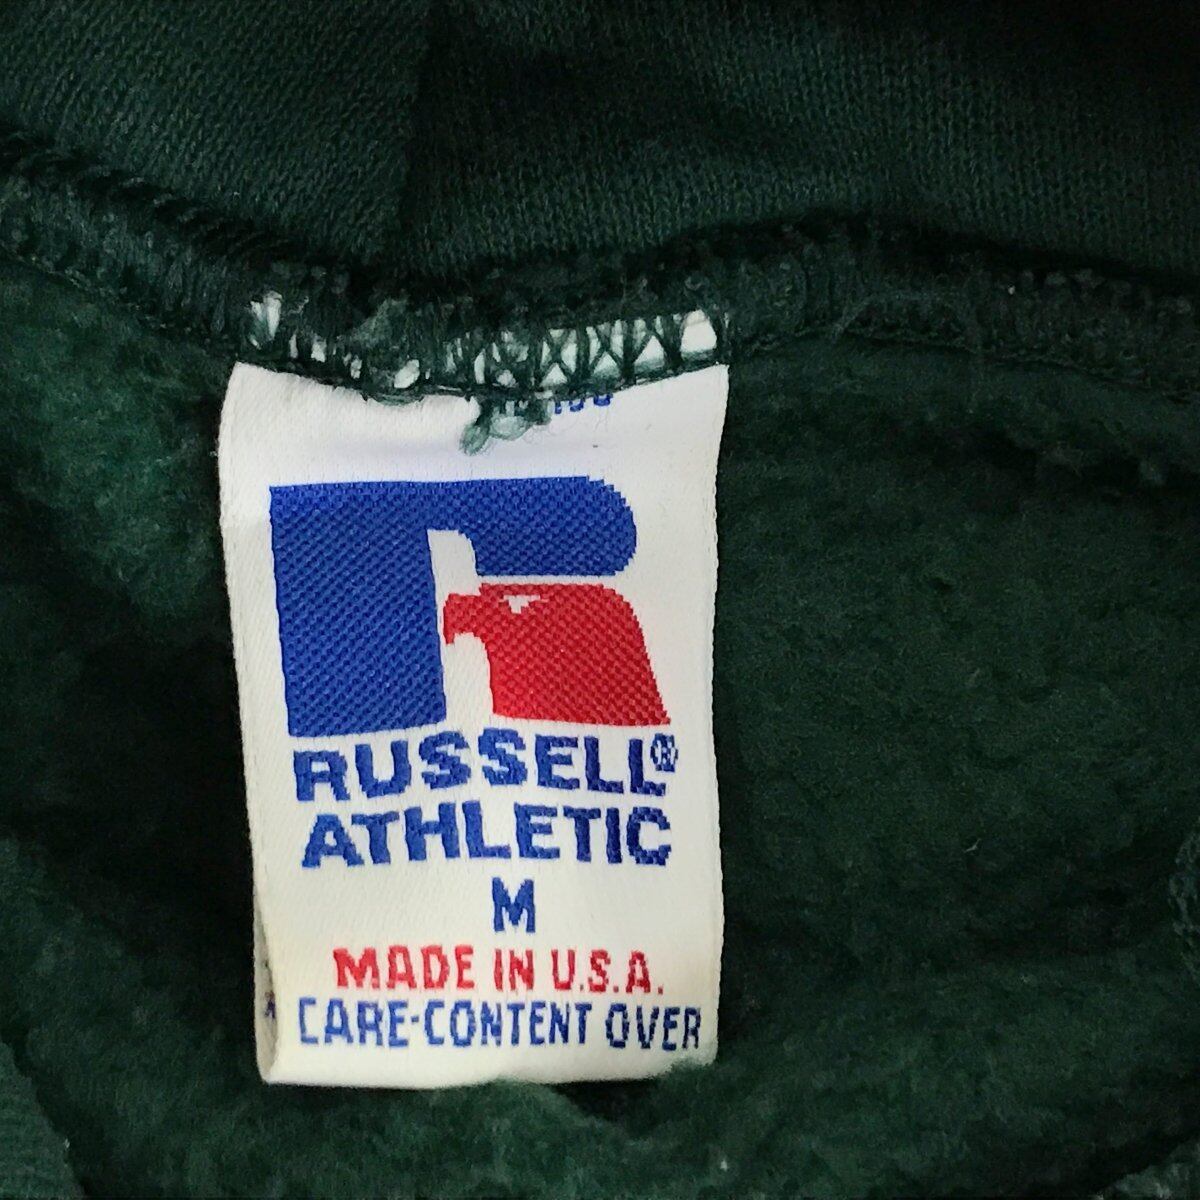 RUSSELL®
ATHLETIC
M
MADE IN U.S.A.
CARE-CONTENT OVER